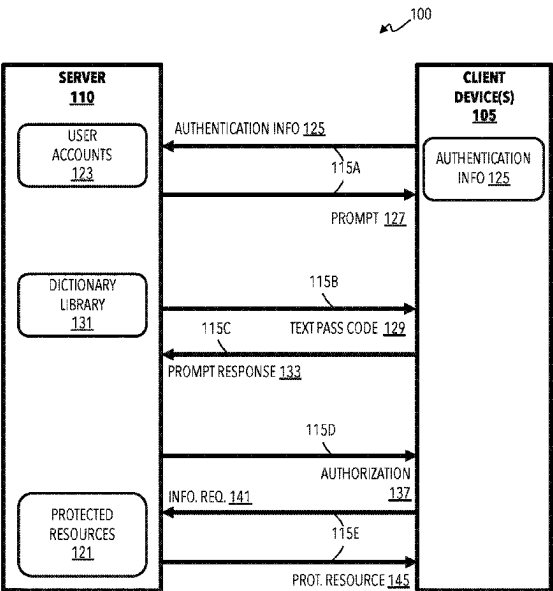 100
SERVER
110
CLIENT
DEVICE(S)
105
USER
ACCOUNTS
123
AUTHENTICATION INFO 125
115A
PROMPT 127
AUTHENTICATION
INFO 125
DICTIONARY
LIBRARY
131
115B
TEXT PASS CODE 129
115C
PROMPT RESPONSE 133
115D
AUTHORIZATION
137
INFO. REQ. 141
PROTECTED
RESOURCES
121
115E
PROT. RESOURCE 145